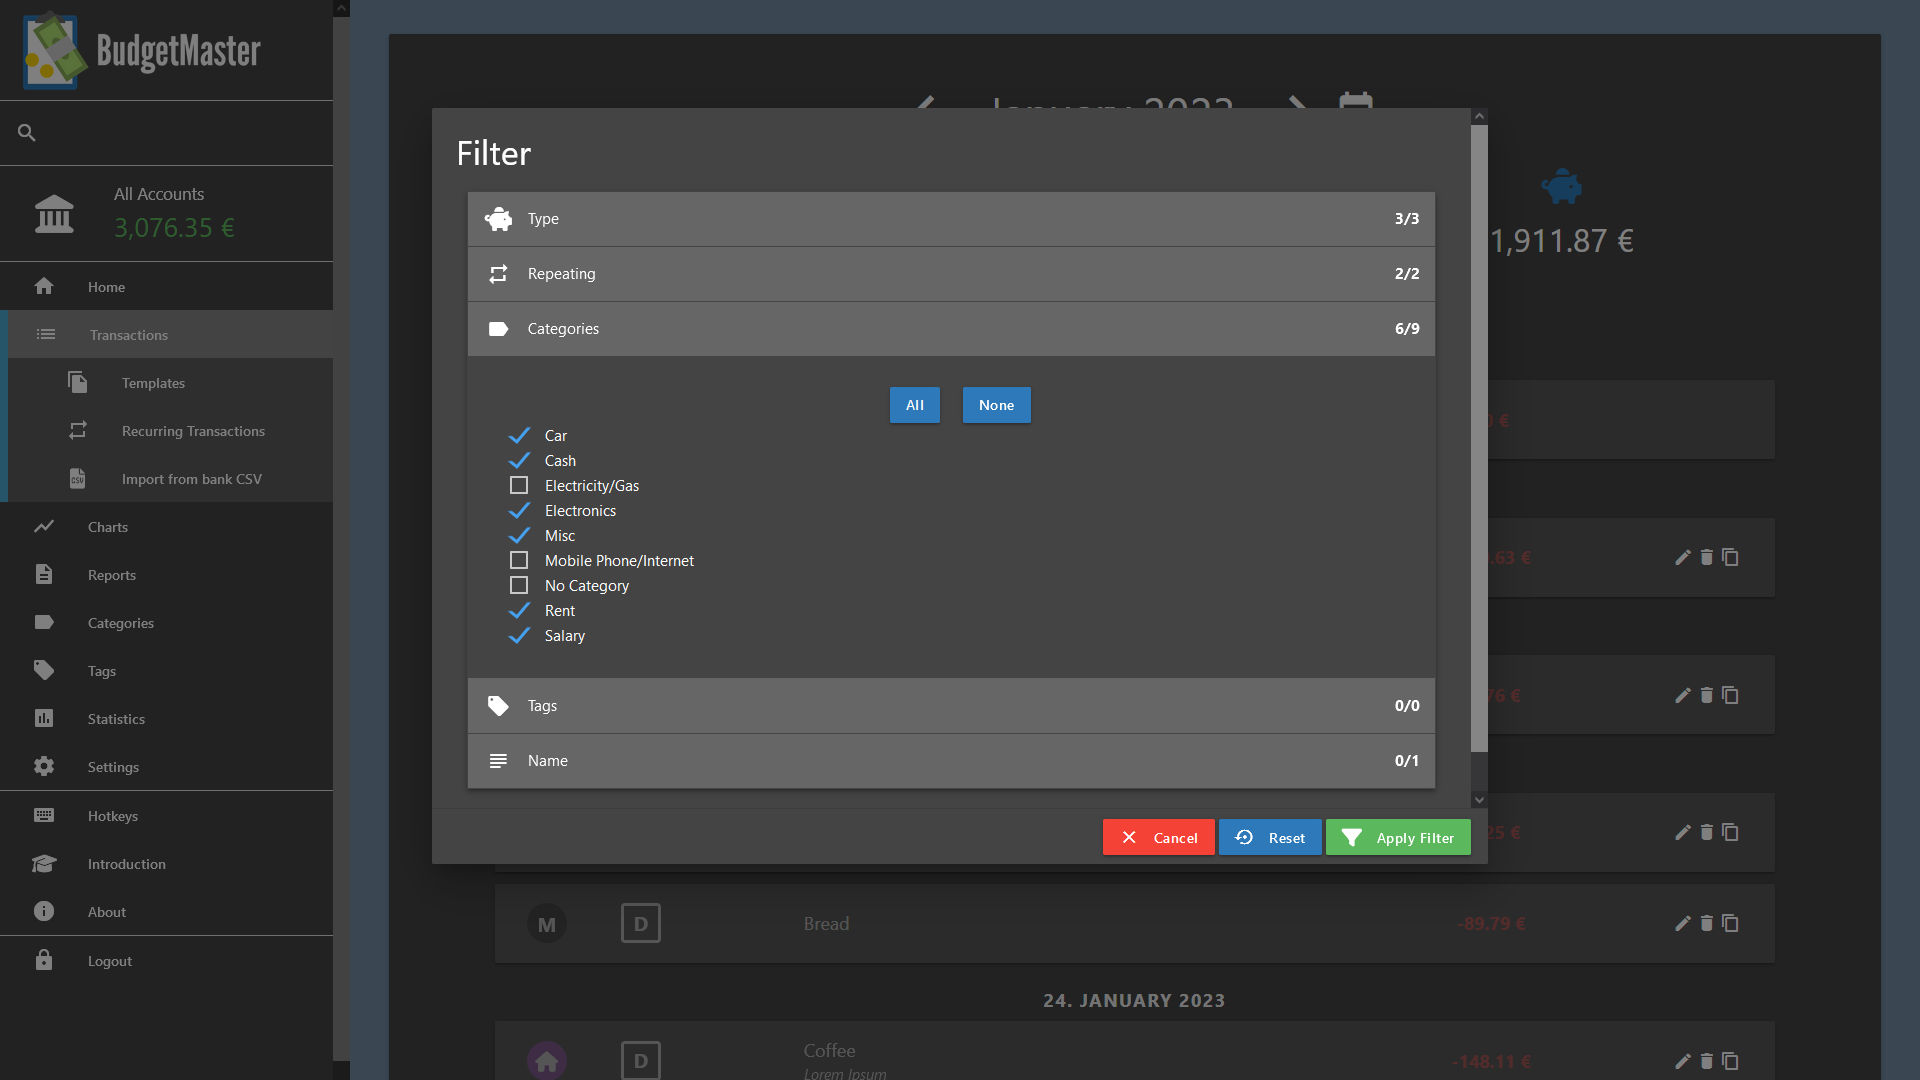 BudgetMaster
All Accounts
3,076.35 €
Home
Transactions
Templates
Recurring Transactions
Import from bank CSV
Charts
Reports
Categories
Tags
Statistics
Settings
Hotkeys
Introduction
About
Logout
January 2023
1,911.87 €
Filter
Type 3/3
Repeating 2/2
Categories 6/9
All None
Car
Cash
Electricity/Gas
Electronics
Misc
Mobile Phone/Internet
No Category
Rent
Salary
Tags 0/0
Name 0/1
Cancel Reset Apply Filter
M D Bread -89.79 €
24. JANUARY 2023
D Coffee -148.11 €
Lorem Ipsum